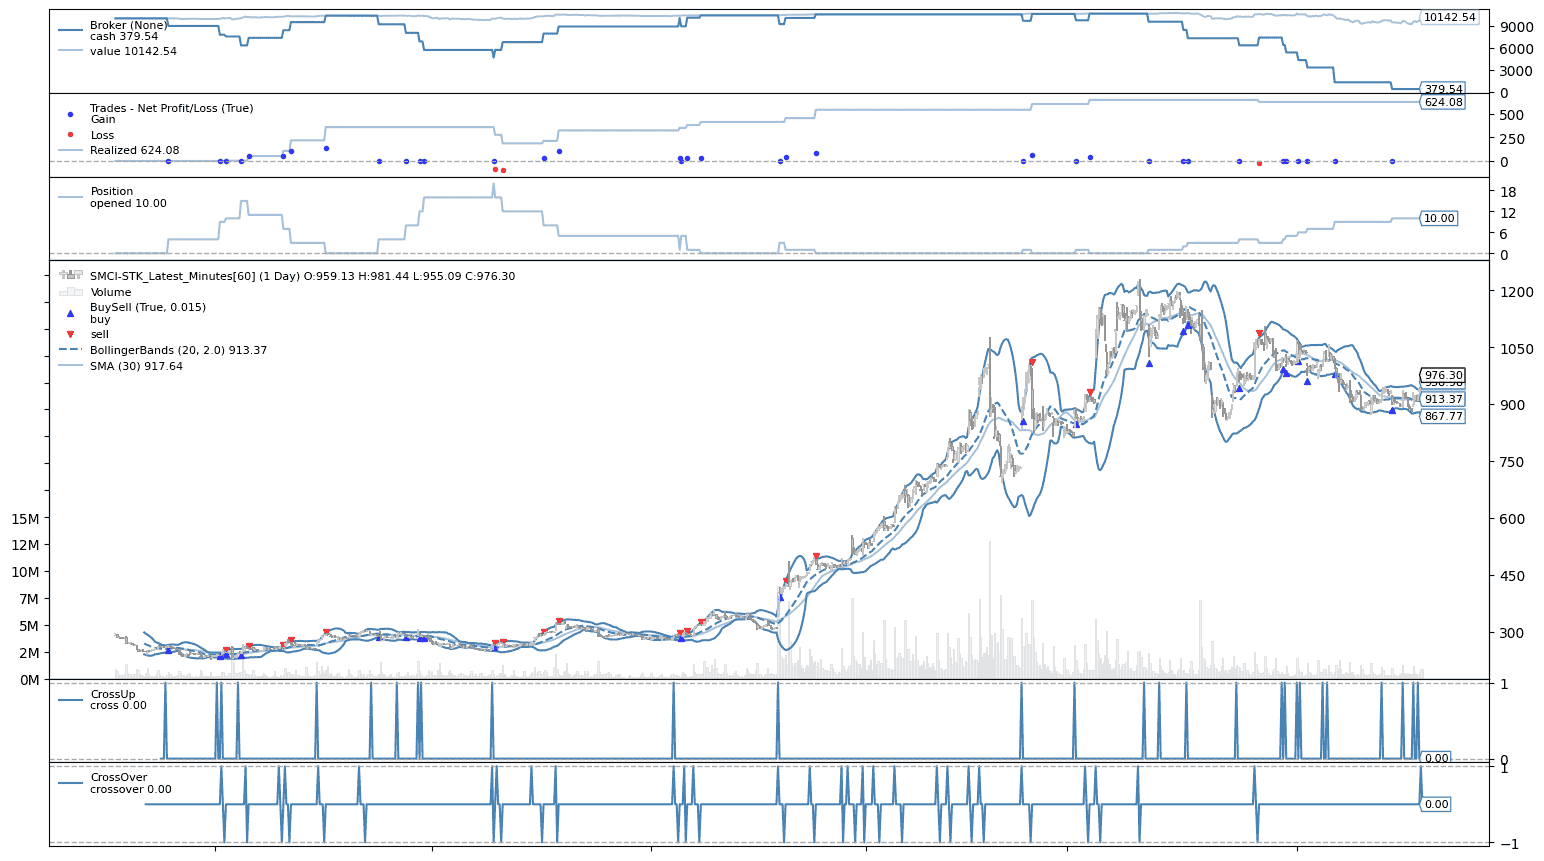 Broker (None)
cash 379.54
value 10142.54
10142.54
9000
6000
3000
379.54
0
Trades - Net Profit/Loss (True)
Gain
Loss
Realized 624.08
624.08
500
250
0
Position
opened 10.00
18
12
10.00
6
0
SMCI-STK_Latest_Minutes[60] (1 Day) O:959.13 H:981.44 L:955.09 C:976.30
Volume
BuySell (True, 0.015)
buy
sell
BollingerBands (20, 2.0) 913.37
SMA (30) 917.64
1200
1050
976.30
913.37
900
867.77
750
600
450
300
15M
12M
10M
7M
5M
2M
0M
CrossUp
cross 0.00
1
0.00
0
CrossOver
crossover 0.00
1
0.00
−1